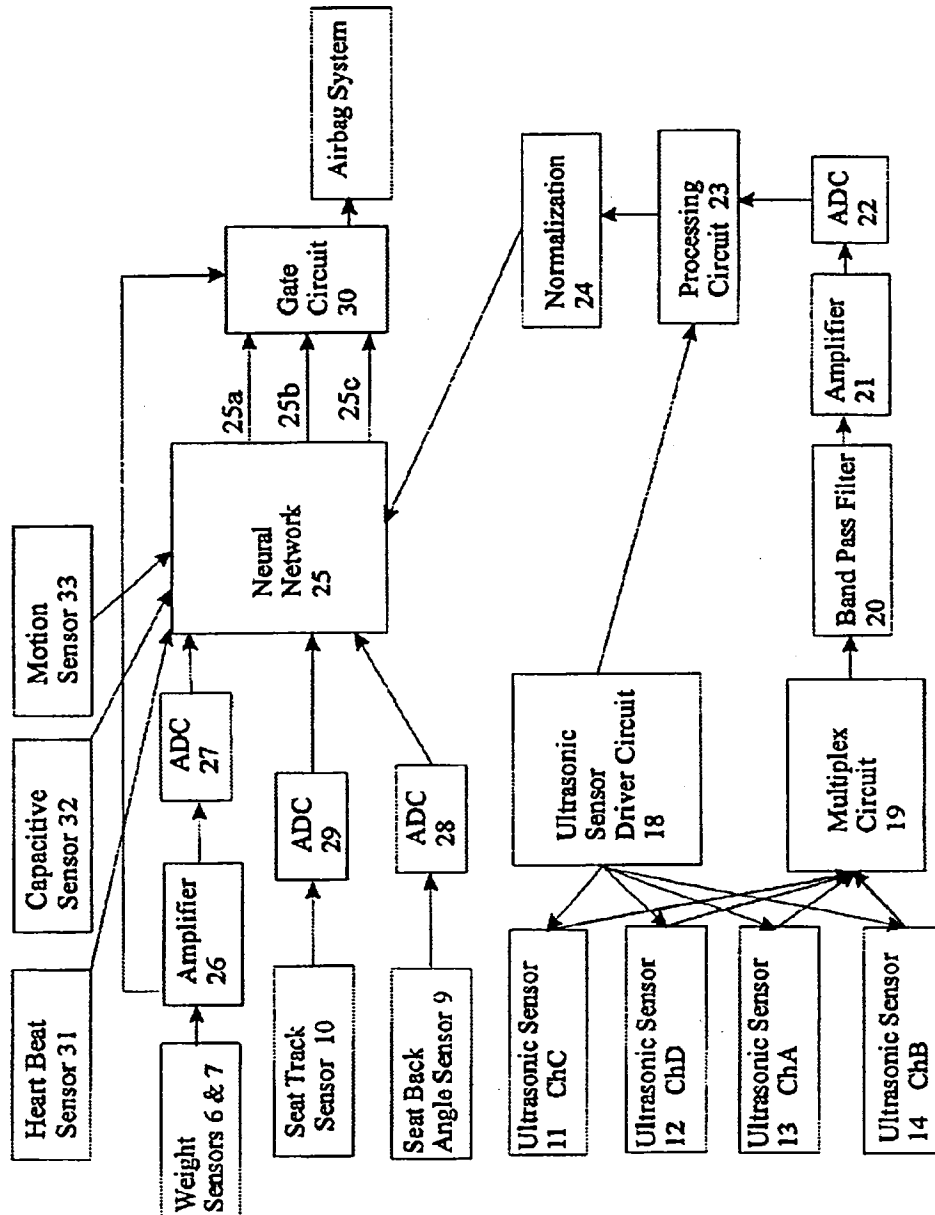 Heart Beat
Sensor 31
Capacitive
Sensor 32
Motion
Sensor 33
Weight
Sensors 6 & 7
Amplifier
26
ADC
27
Seat Track
Sensor 10
ADC
29
Seat Back
Angle Sensor 9
ADC
28
Neural
Network
25
25a
25b
25c
Gate
Circuit
30
Airbag System
Ultrasonic Sensor
11 ChC
Ultrasonic Sensor
12 ChD
Ultrasonic Sensor
13 ChA
Ultrasonic Sensor
14 ChB
Ultrasonic
Sensor
Driver Circuit
18
Multiplex
Circuit
19
Band Pass Filter
20
Amplifier
21
ADC
22
Processing
Circuit 23
Normalization
24